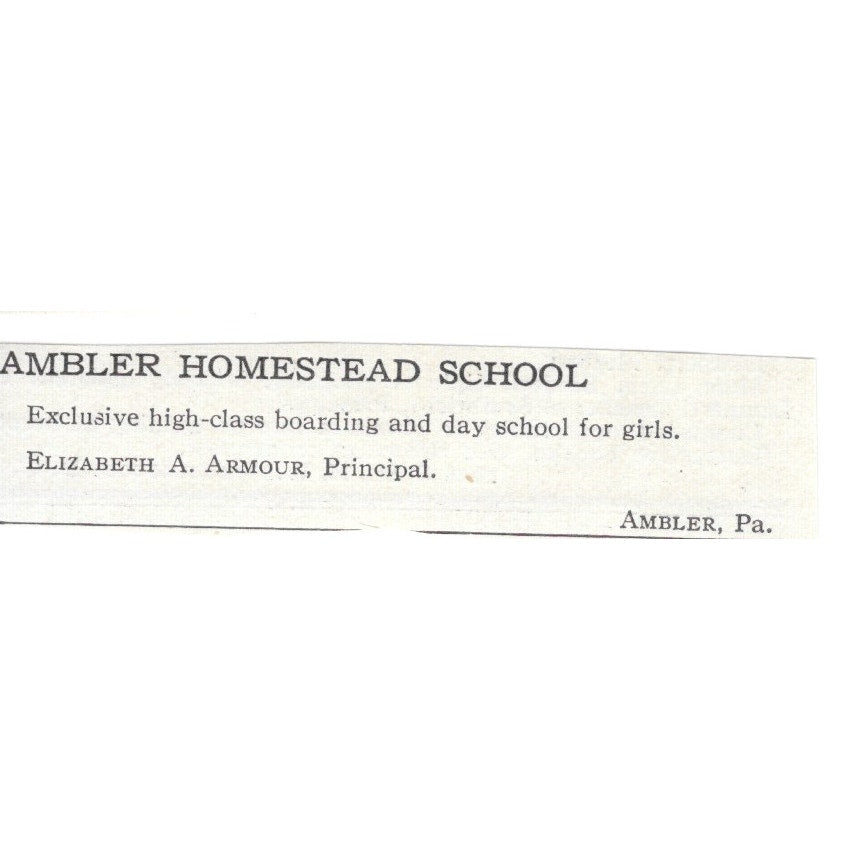 AMBLER HOMESTEAD SCHOOL
Exclusive high-class boarding and day school for girls.
ELIZABETH A. ARMOUR, Principal.
AMBLER, Pa.